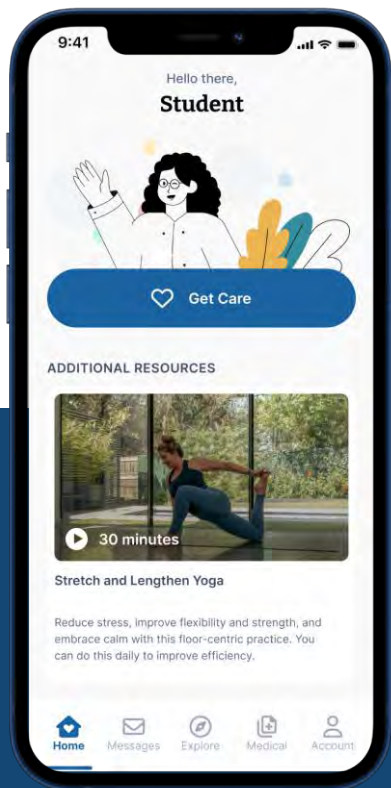 9:41
Hello there,
Student
Get Care
ADDITIONAL RESOURCES
30 minutes
Stretch and Lengthen Yoga
Reduce stress, improve flexibility and strength, and
embrace calm with this floor-centric practice. You
can do this daily to improve efficiency.
Home Messages Explore Medical Account